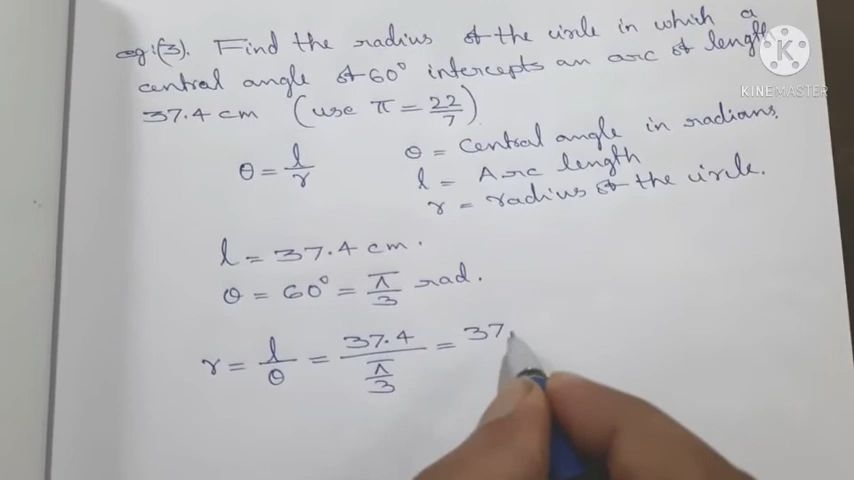 eg:(3). Find the radius of the circle in which a
central angle of 60° intercepts an arc of length
37.4 cm (use π = 22/7)
θ = l/r
θ = Central angle in radians.
l = Arc length
r = radius of the circle.
l = 37.4 cm.
θ = 60° = π/3 rad.
r = l/θ = 37.4/(π/3) = 37.
KINEMASTER